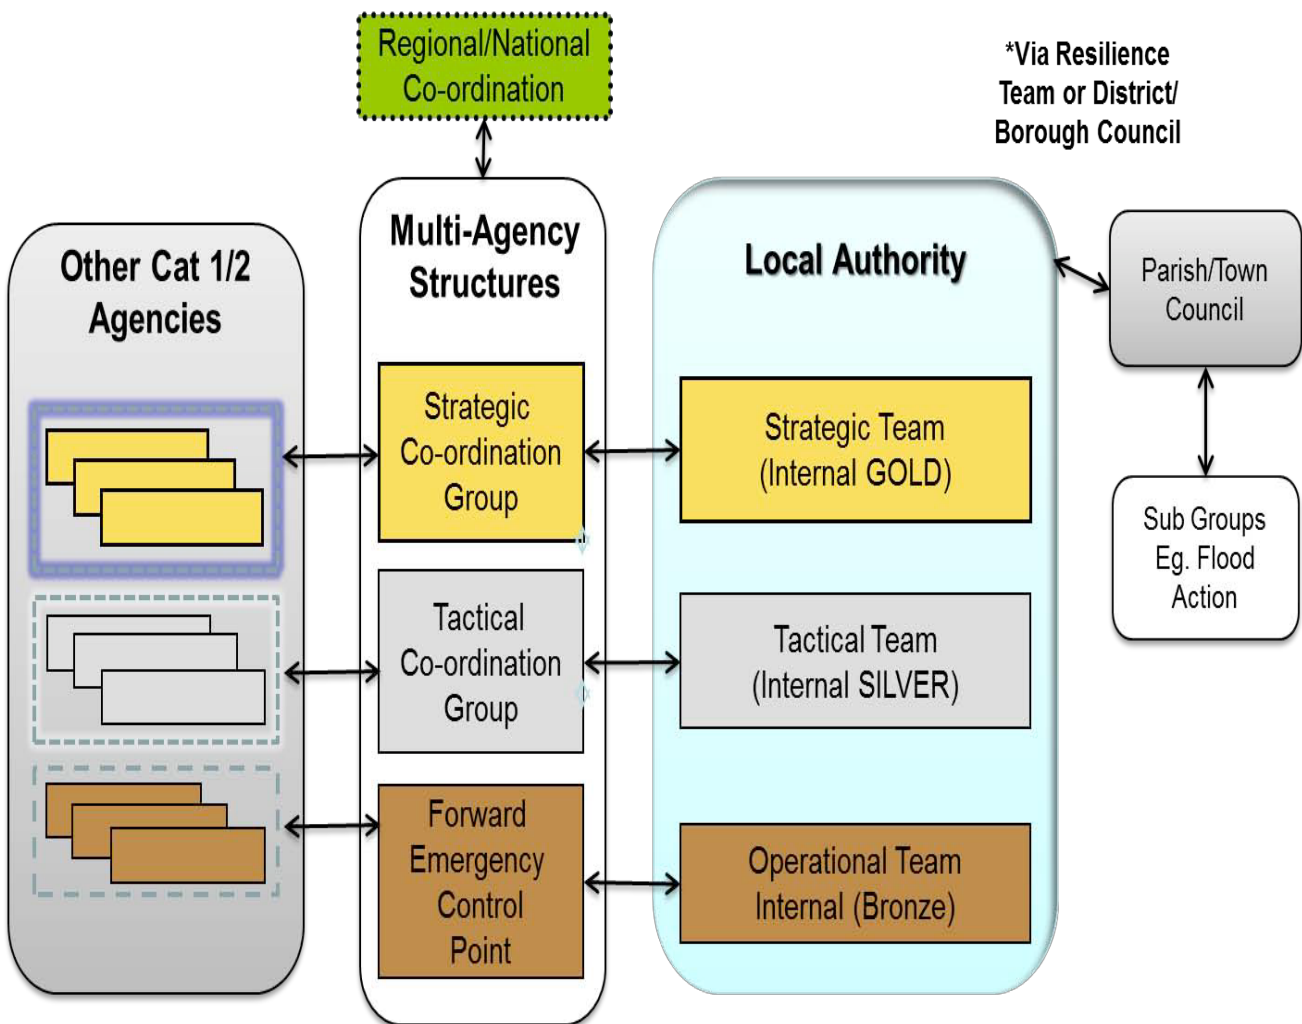 Regional/National
Co-ordination
*Via Resilience
Team or District/
Borough Council
Other Cat 1/2
Agencies
Multi-Agency
Structures
Strategic
Co-ordination
Group
Tactical
Co-ordination
Group
Forward
Emergency
Control
Point
Local Authority
Strategic Team
(Internal GOLD)
Tactical Team
(Internal SILVER)
Operational Team
Internal (Bronze)
Parish/Town
Council
Sub Groups
Eg. Flood
Action